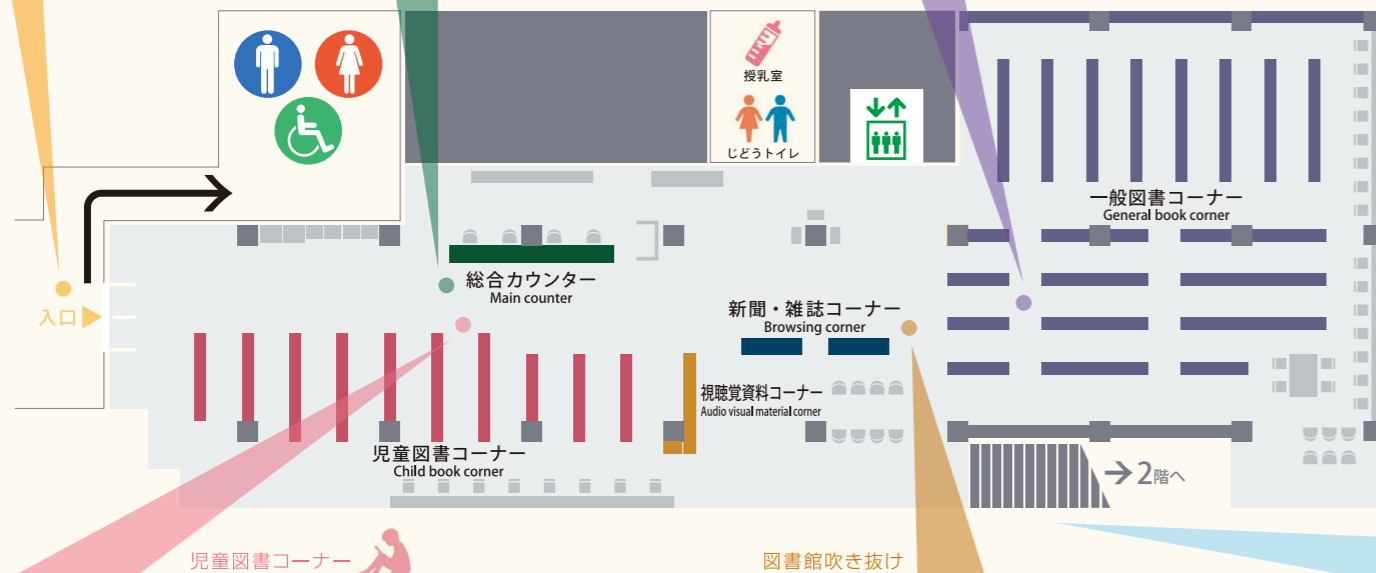 授乳室
じどうトイレ
一般図書コーナー
General book corner
総合カウンター
Main counter
入口
新聞・雑誌コーナー
Browsing corner
視聴覚資料コーナー
Audio visual material corner
児童図書コーナー
Child book corner
2階へ
児童図書コーナー
図書館吹き抜け